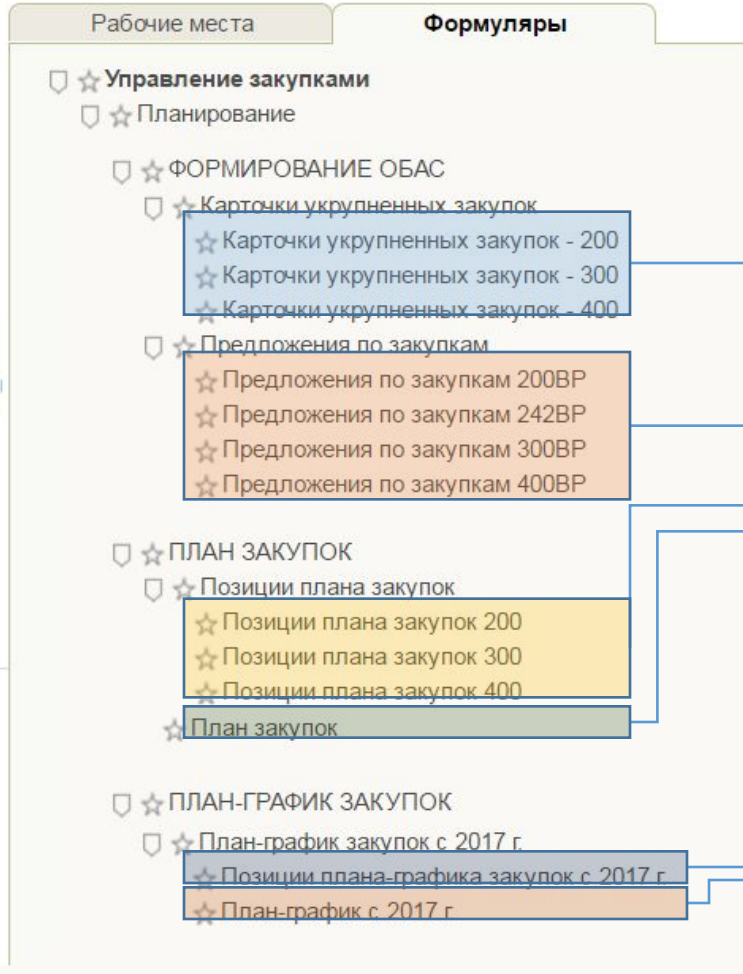 Рабочие места
Формуляры
Управление закупками
Планирование
ФОРМИРОВАНИЕ ОБАС
Карточки укрупненных закупок
Карточки укрупненных закупок - 200
Карточки укрупненных закупок - 300
Карточки укрупненных закупок - 400
Предложения по закупкам
Предложения по закупкам 200ВР
Предложения по закупкам 242ВР
Предложения по закупкам 300ВР
Предложения по закупкам 400ВР
ПЛАН ЗАКУПОК
Позиции плана закупок
Позиции плана закупок 200
Позиции плана закупок 300
Позиции плана закупок 400
План закупок
ПЛАН-ГРАФИК ЗАКУПОК
План-график закупок с 2017 г.
Позиции плана-графика закупок с 2017 г.
План-график с 2017 г.